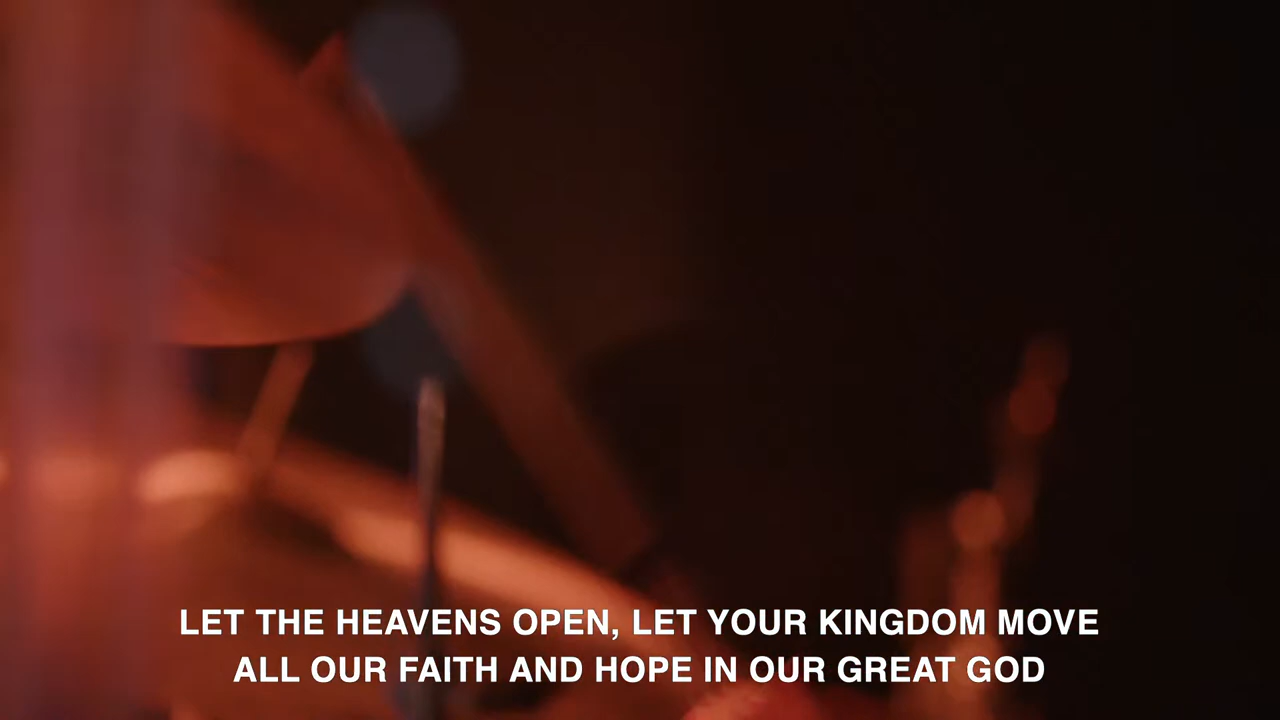 LET THE HEAVENS OPEN, LET YOUR KINGDOM MOVE
ALL OUR FAITH AND HOPE IN OUR GREAT GOD